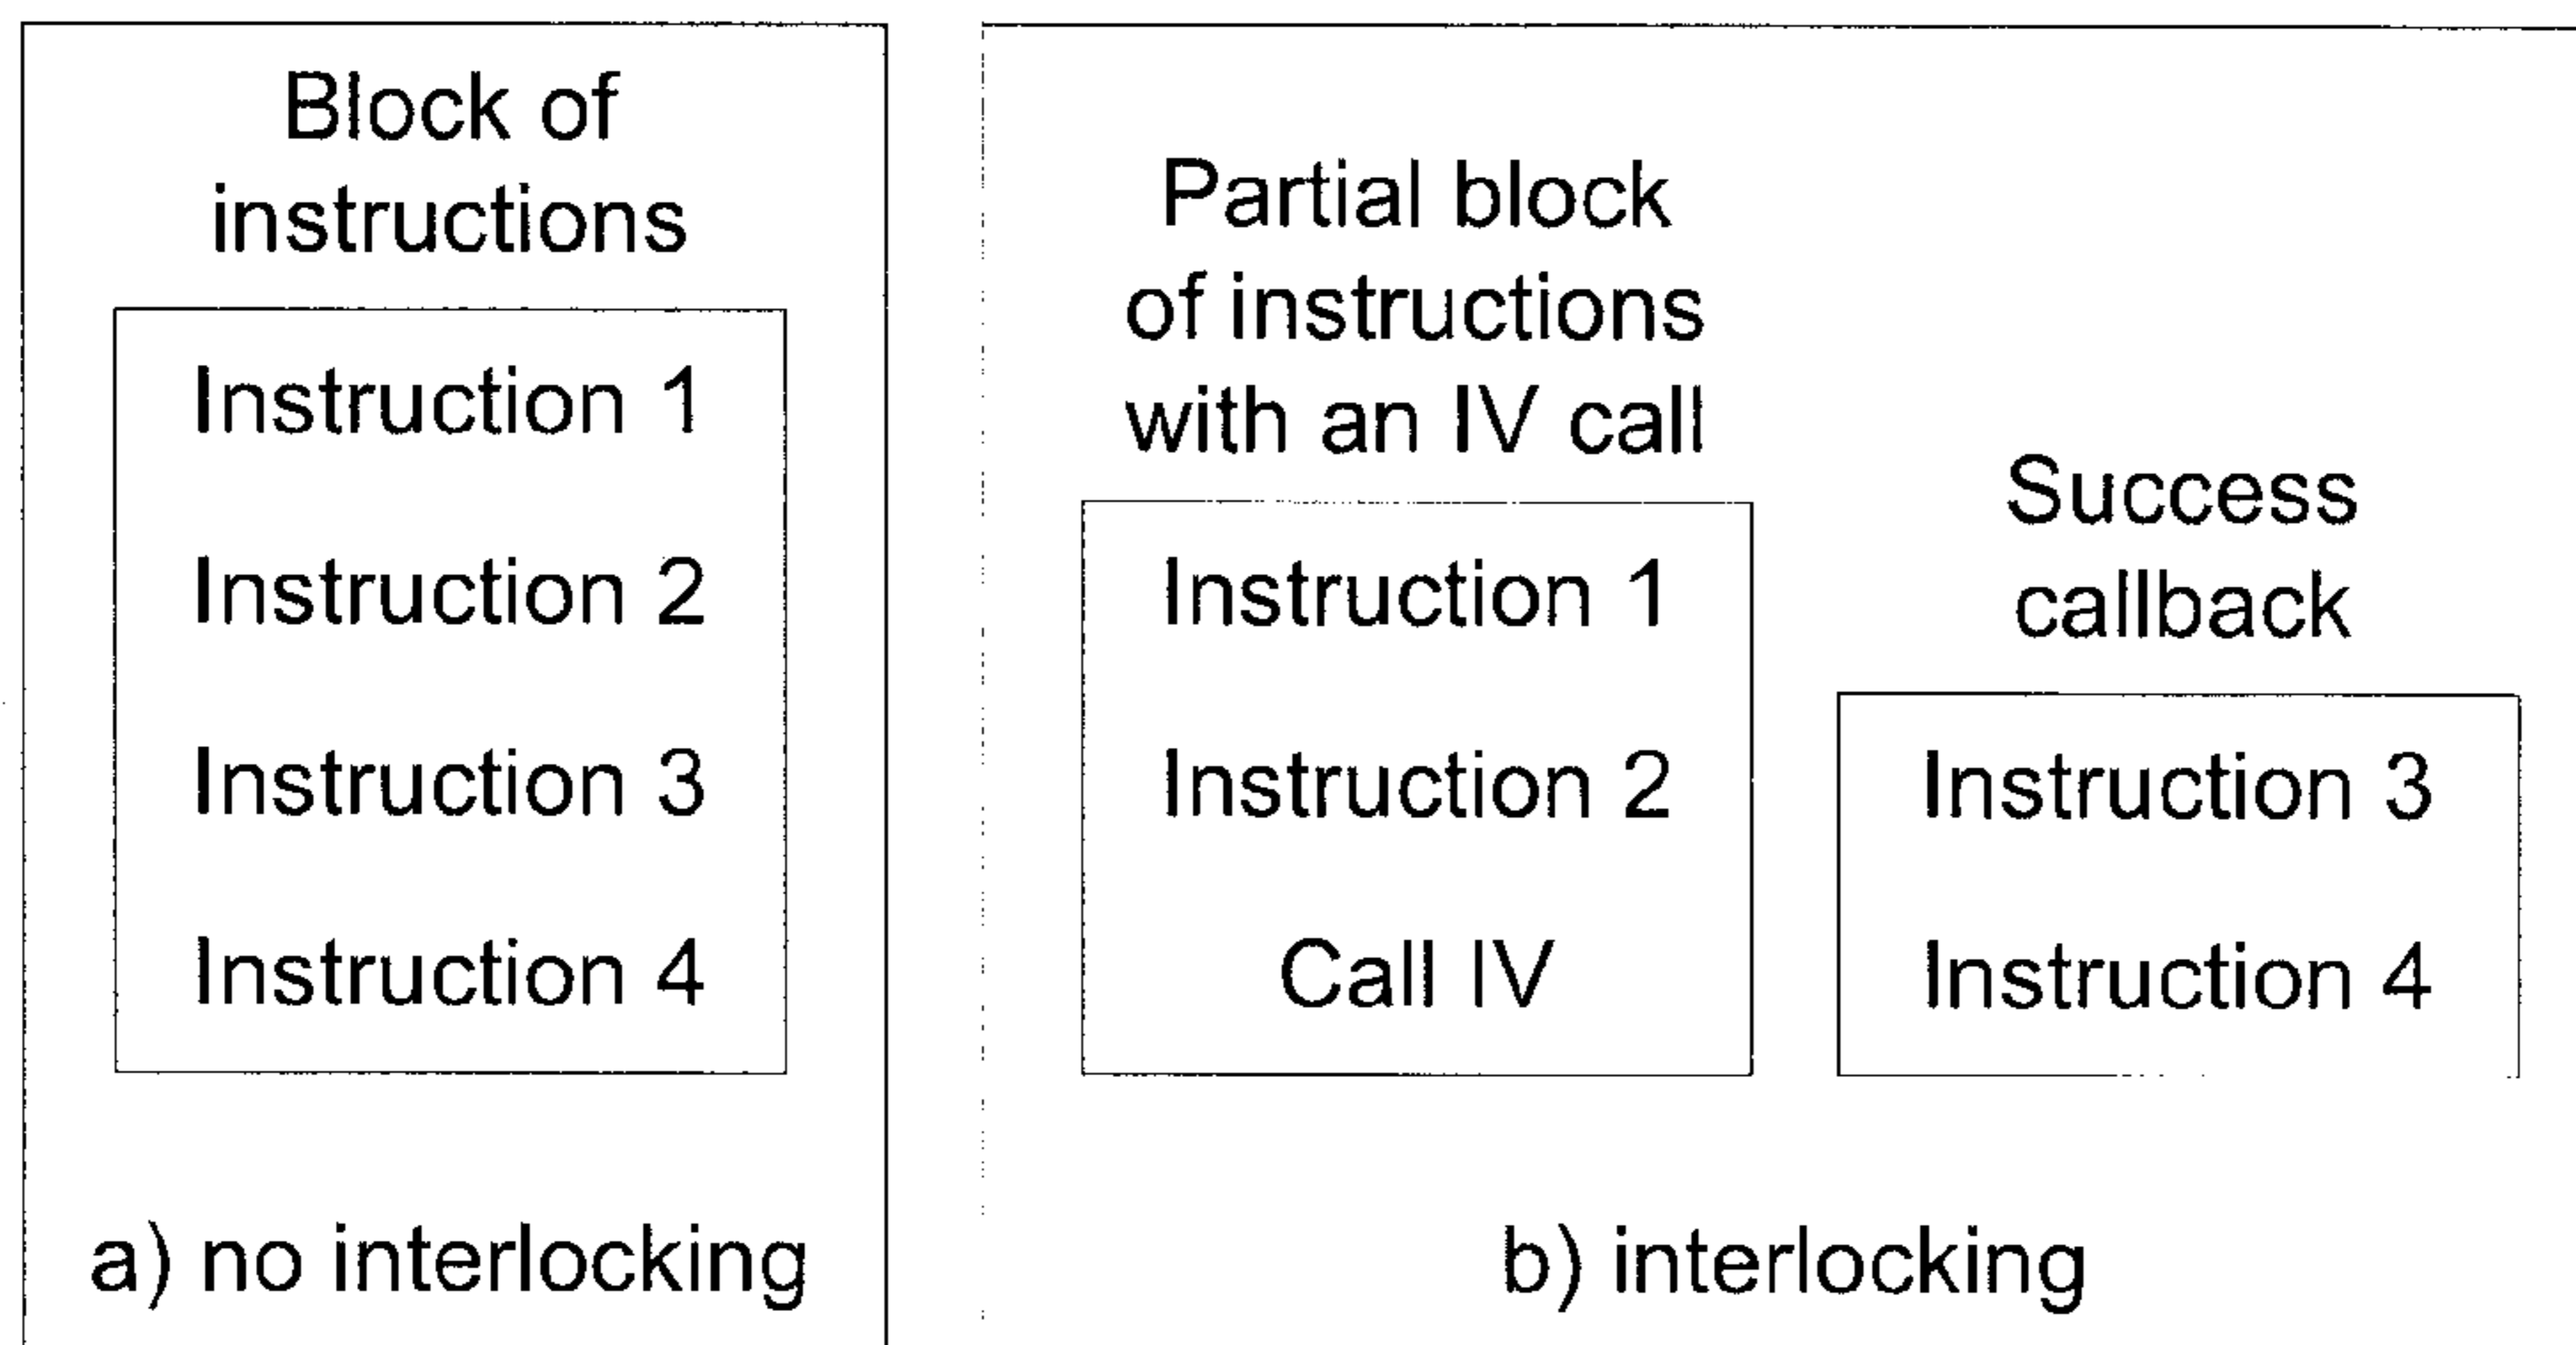 Block of
instructions
Instruction 1
Instruction 2
Instruction 3
Instruction 4
a) no interlocking
Partial block
of instructions
with an IV call
Instruction 1
Instruction 2
Call IV
Success
callback
Instruction 3
Instruction 4
b) interlocking